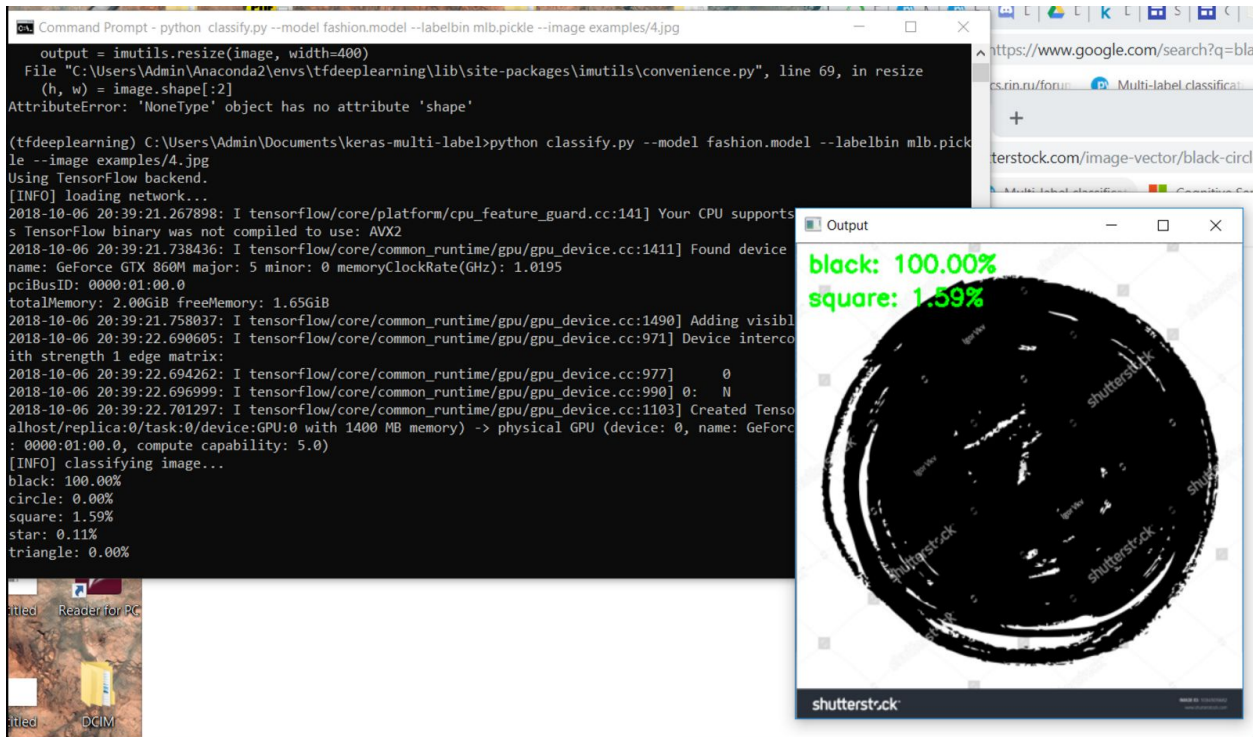 Command Prompt - python classify.py --model fashion.model --labelbin mlb.pickle --image examples/4.jpg
output = imutils.resize(image, width=400)
File "C:\Users\Admin\Anaconda2\envs\tfdeeplearning\lib\site-packages\imutils\convenience.py", line 69, in resize
(h, w) = image.shape[:2]
AttributeError: 'NoneType' object has no attribute 'shape'
(tfdeeplearning) C:\Users\Admin\Documents\keras-multi-label>python classify.py --model fashion.model --labelbin mlb.pick
le --image examples/4.jpg
Using TensorFlow backend.
[INFO] loading network...
2018-10-06 20:39:21.267898: I tensorflow/core/platform/cpu_feature_guard.cc:141] Your CPU supports
s TensorFlow binary was not compiled to use: AVX2
2018-10-06 20:39:21.738436: I tensorflow/core/common_runtime/gpu/gpu_device.cc:1411] Found device
name: GeForce GTX 860M major: 5 minor: 0 memoryClockRate(GHz): 1.0195
pciBusID: 0000:01:00.0
totalMemory: 2.00GiB freeMemory: 1.65GiB
2018-10-06 20:39:21.758037: I tensorflow/core/common_runtime/gpu/gpu_device.cc:1490] Adding visibl
2018-10-06 20:39:22.690605: I tensorflow/core/common_runtime/gpu/gpu_device.cc:971] Device interco
ith strength 1 edge matrix:
2018-10-06 20:39:22.694262: I tensorflow/core/common_runtime/gpu/gpu_device.cc:977] 0
2018-10-06 20:39:22.696999: I tensorflow/core/common_runtime/gpu/gpu_device.cc:990] 0: N
2018-10-06 20:39:22.701297: I tensorflow/core/common_runtime/gpu/gpu_device.cc:1103] Created Tenso
alhost/replica:0/task:0/device:GPU:0 with 1400 MB memory) -> physical GPU (device: 0, name: GeForc
: 0000:01:00.0, compute capability: 5.0)
[INFO] classifying image...
black: 100.00%
circle: 0.00%
square: 1.59%
star: 0.11%
triangle: 0.00%
https://www.google.com/search?q=bla
cs.rin.ru/forum
Multi-label classificat
terstock.com/image-vector/black-circl
Output
black: 100.00%
square: 1.59%
shutterstock
shutterstock
shutterstock
shutterstock
shutterstock
Reader for PC
DCIM